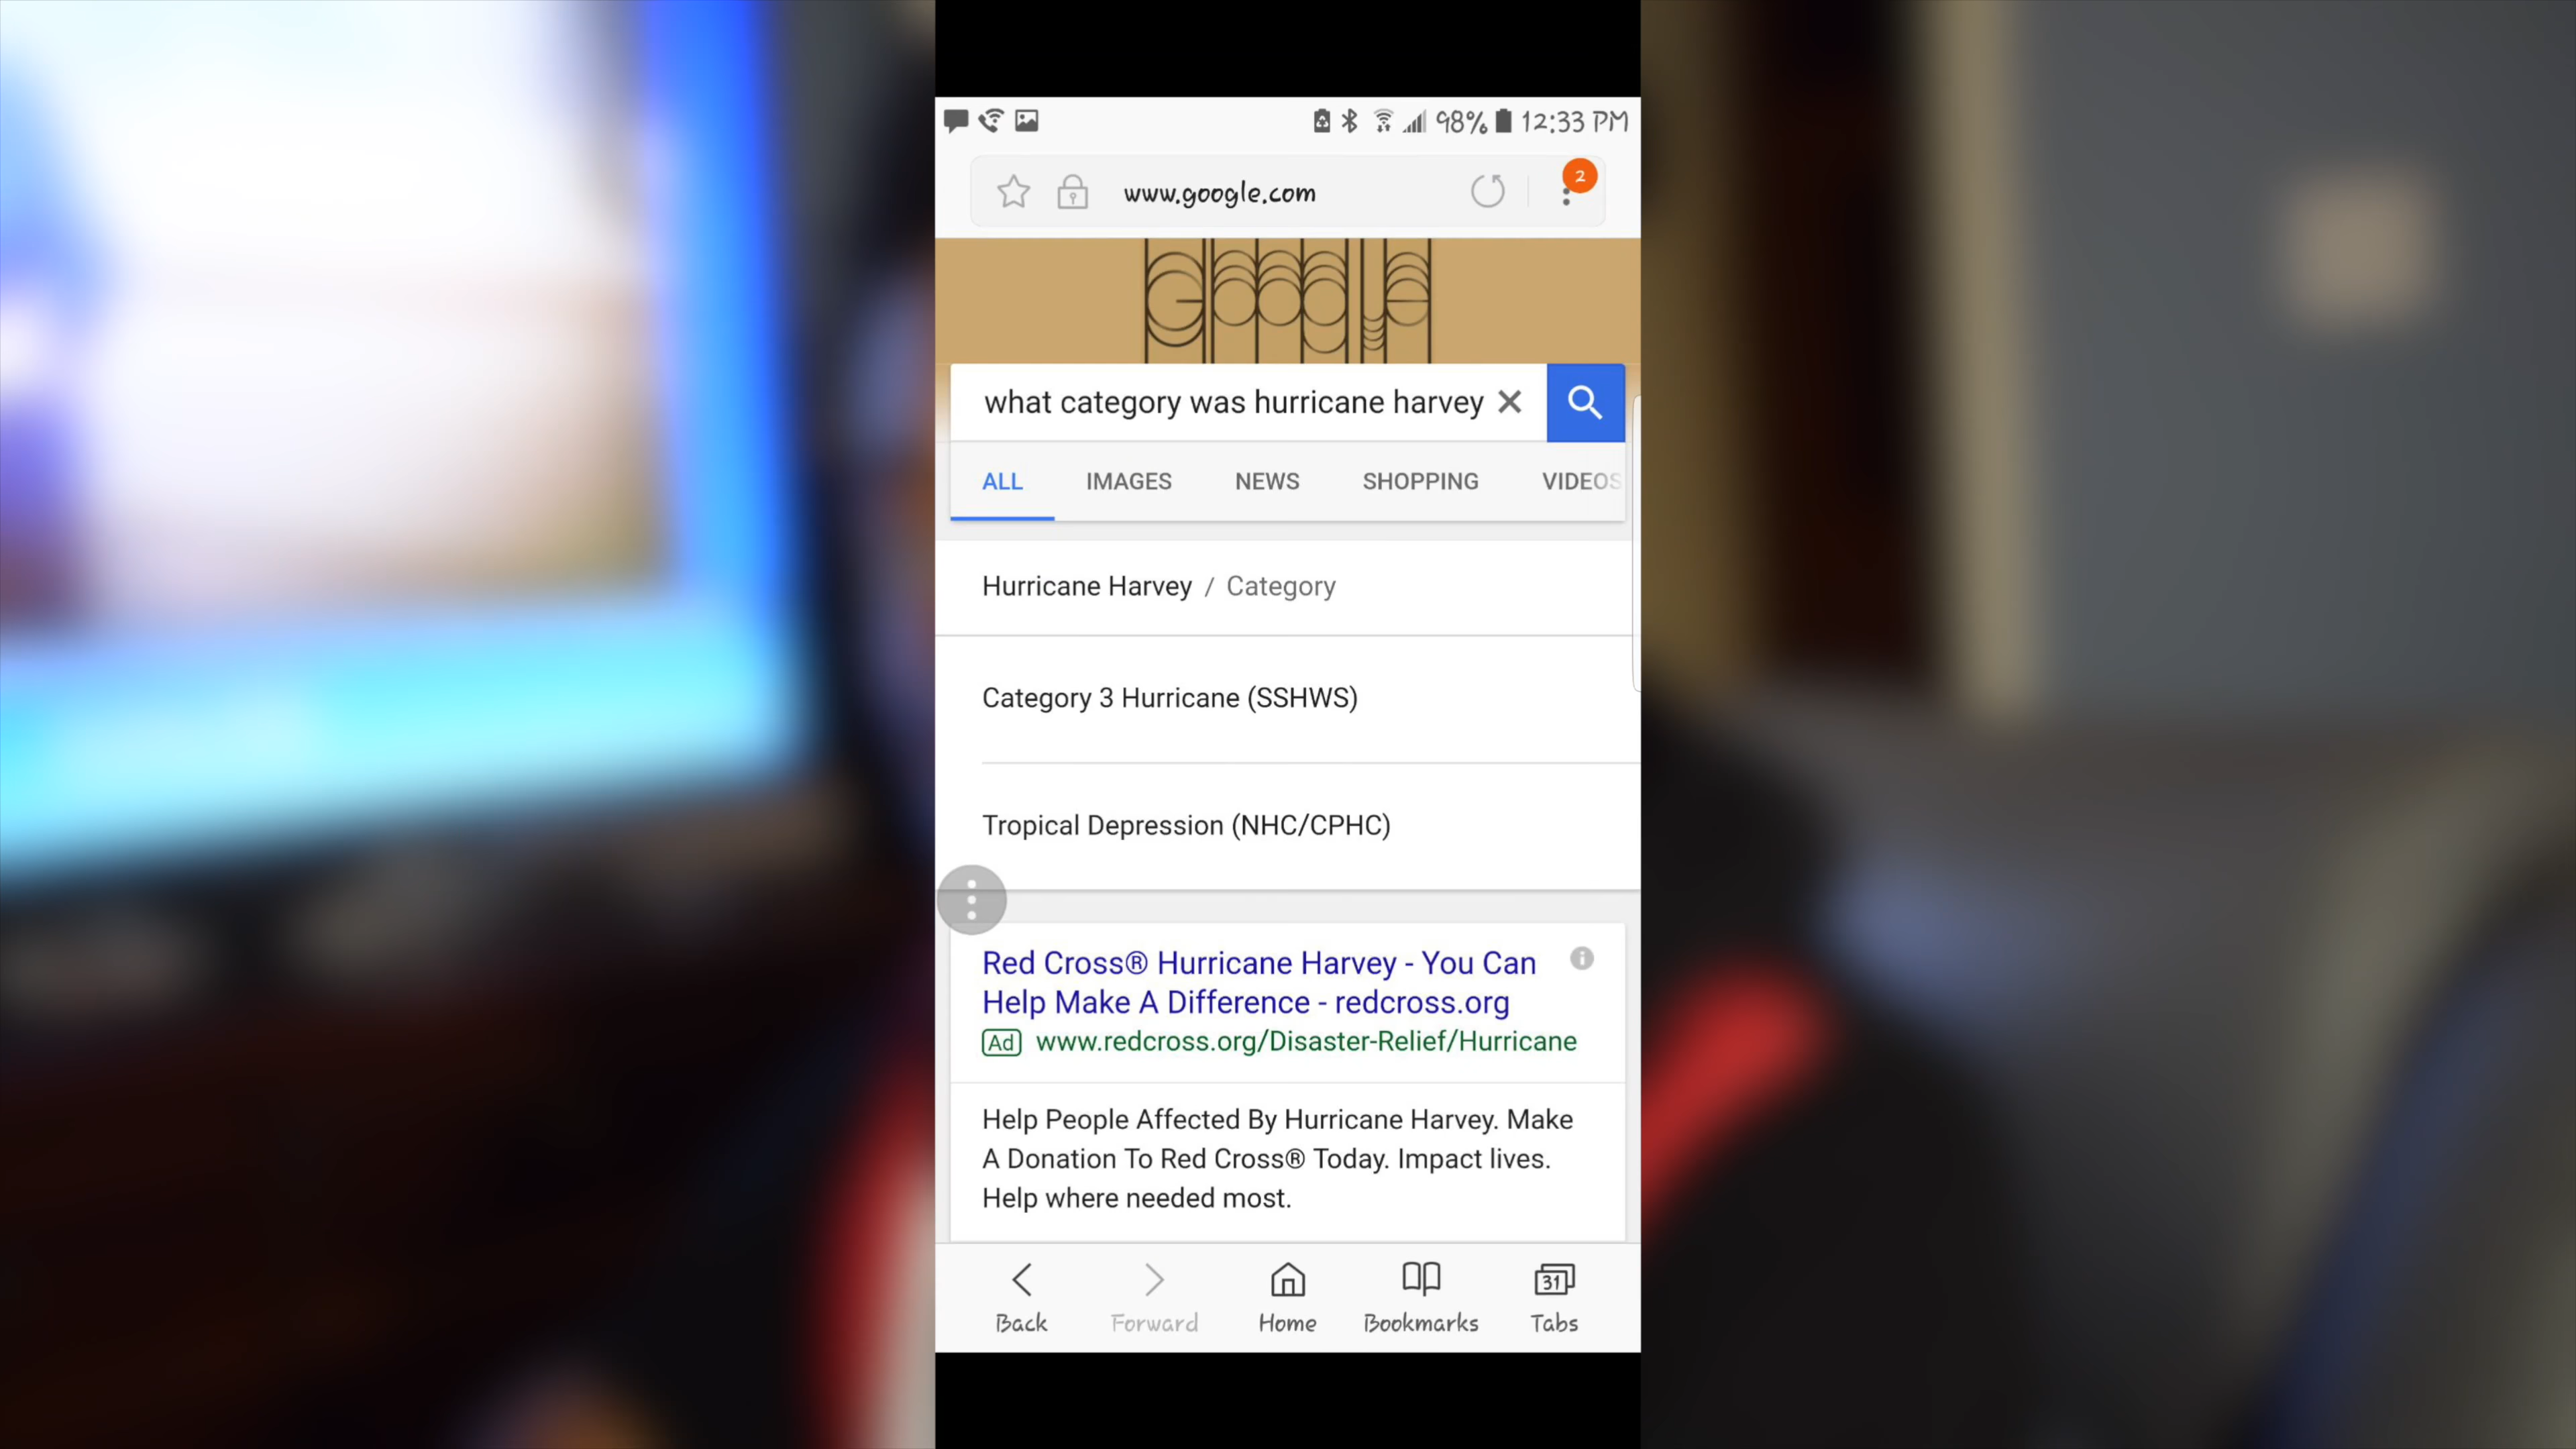 98% 12:33 PM
www.google.com
2
Google
what category was hurricane harvey
ALL IMAGES NEWS SHOPPING VIDEOS
Hurricane Harvey / Category
Category 3 Hurricane (SSHWS)
Tropical Depression (NHC/CPHC)
Red Cross® Hurricane Harvey - You Can
Help Make A Difference - redcross.org
Ad www.redcross.org/Disaster-Relief/Hurricane
Help People Affected By Hurricane Harvey. Make
A Donation To Red Cross® Today. Impact lives.
Help where needed most.
31
Back Forward Home Bookmarks Tabs